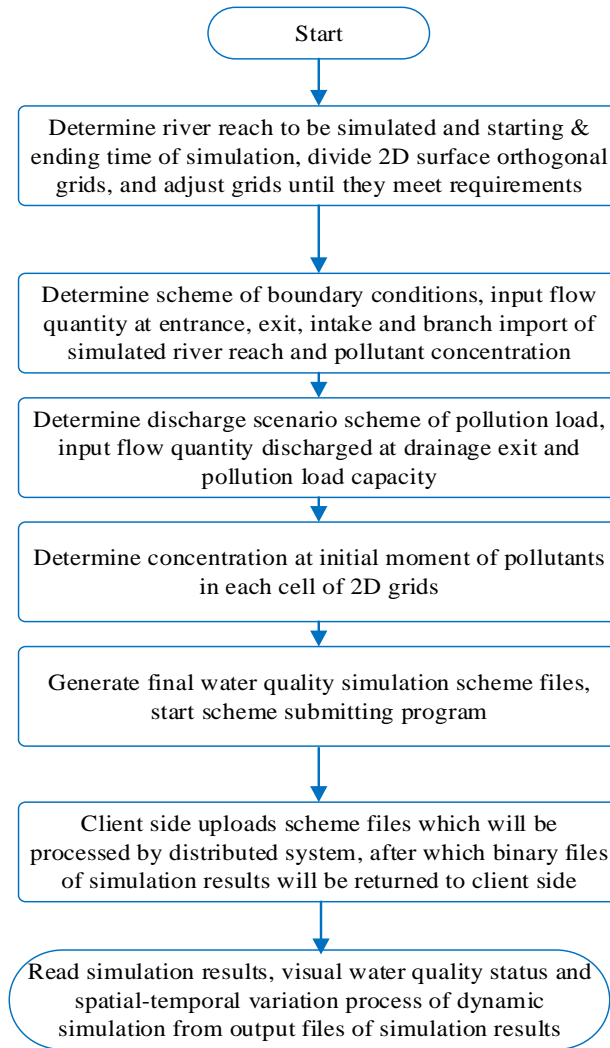 Start
Determine river reach to be simulated and starting &
ending time of simulation, divide 2D surface orthogonal
grids, and adjust grids until they meet requirements
Determine scheme of boundary conditions, input flow
quantity at entrance, exit, intake and branch import of
simulated river reach and pollutant concentration
Determine discharge scenario scheme of pollution load,
input flow quantity discharged at drainage exit and
pollution load capacity
Determine concentration at initial moment of pollutants
in each cell of 2D grids
Generate final water quality simulation scheme files,
start scheme submitting program
Client side uploads scheme files which will be
processed by distributed system, after which binary files
of simulation results will be returned to client side
Read simulation results, visual water quality status and
spatial-temporal variation process of dynamic
simulation from output files of simulation results